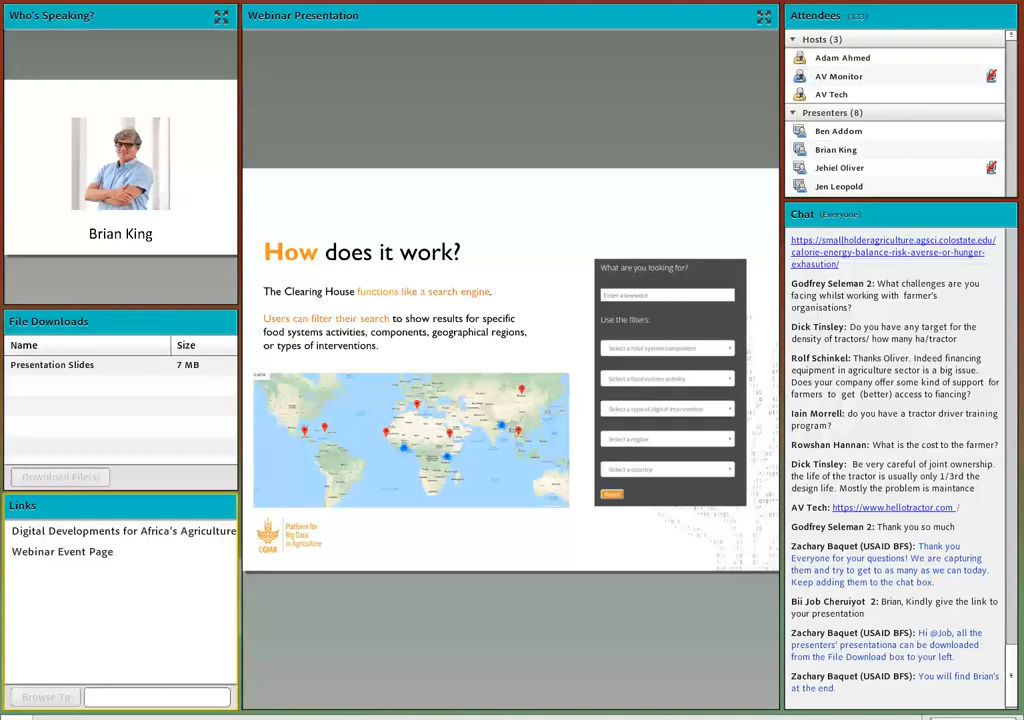 Who's Speaking?
Brian King
File Downloads
Name
Size
Presentation Slides
7 MB
Download File(s)
Links
Digital Developments for Africa's Agriculture
Webinar Event Page
Browse To
Webinar Presentation
How does it work?
The Clearing House functions like a search engine.
Users can filter their search to show results for specific
food systems activities, components, geographical regions,
or types of interventions.
What are you looking for?
Enter a keyword
Use the filters:
Select a food system component
Select a food system activity
Select a type of digital intervention
Select a region
Select a country
CGIAR
Platform for
Big Data
in Agriculture
Attendees (133)
Hosts (3)
Adam Ahmed
AV Monitor
AV Tech
Presenters (8)
Ben Addom
Brian King
Jehiel Oliver
Jen Leopold
Chat (Everyone)
https://smallholderagriculture.agsci.colostate.edu/
calorie-energy-balance-risk-averse-or-hunger-
exhasution/
Godfrey Seleman 2: What challenges are you
facing whilst working with farmer's
organisations?
Dick Tinsley: Do you have any target for the
density of tractors/ how many ha/tractor
Rolf Schinkel: Thanks Oliver. Indeed financing
equipment in agriculture sector is a big issue.
Does your company offer some kind of support for
farmers to get (better) access to fiancing?
Iain Morrell: do you have a tractor driver training
program?
Rowshan Hannan: What is the cost to the farmer?
Dick Tinsley: Be very careful of joint ownership.
the life of the tractor is usually only 1/3rd the
design life. Mostly the problem is maintance
AV Tech: https://www.hellotractor.com /
Godfrey Seleman 2: Thank you so much
Zachary Baquet (USAID BFS): Thank you
Everyone for your questions! We are capturing
them and try to get to as many as we can today.
Keep adding them to the chat box.
Bii Job Cheruiyot 2: Brian, Kindly give the link to
your presentation
Zachary Baquet (USAID BFS): Hi @Job, all the
presenters' presentationa can be downloaded
from the File Download box to your left.
Zachary Baquet (USAID BFS): You will find Brian's
at the end.